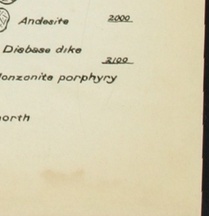 Andesite 2000
Diabase dike
2100
lonzonite porphyry
orth